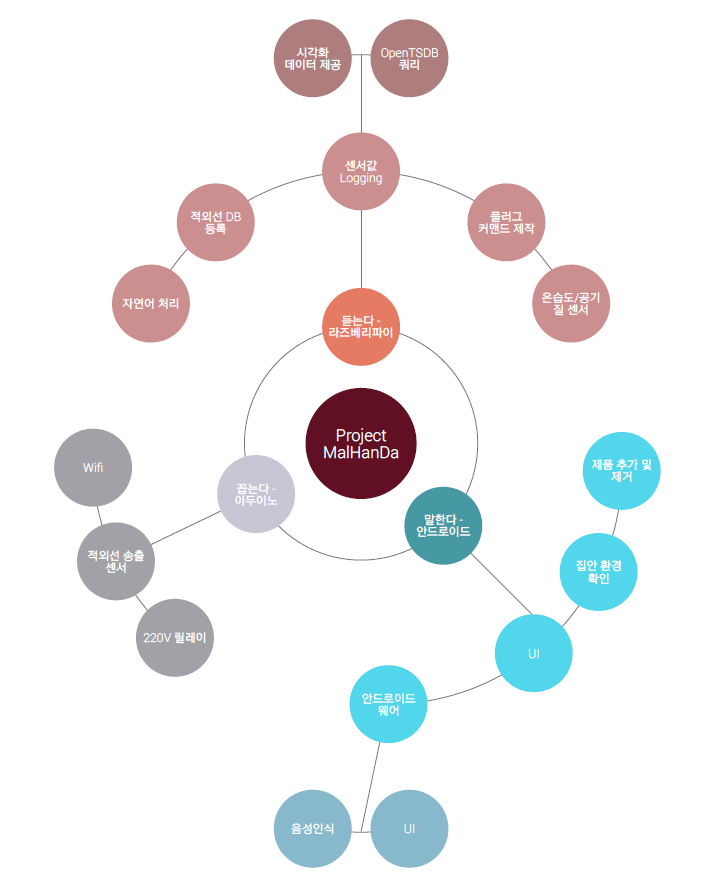 시각화
데이터 제공
OpenTSDB
쿼리
센서값
Logging
적외선 DB
등록
플러그
커맨드 제작
자연어 처리
온습도/공기
질 센서
듣는다 -
라즈베리파이
Project
MalHanDa
Wifi
꼽는다 -
아두이노
제품 추가 및
제거
말한다 -
안드로이드
적외선 송출
센서
집안 환경
확인
220V 릴레이
UI
안드로이드
웨어
음성인식
UI